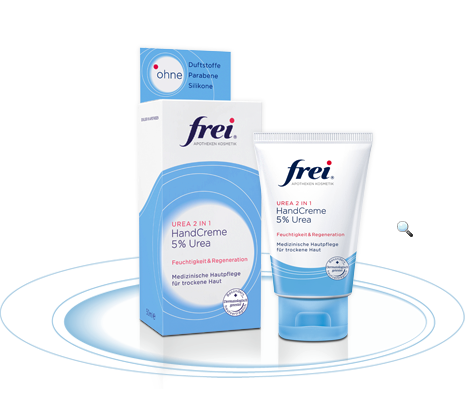 ohne
Duftstoffe
Parabene
Silikone
frei
APOTHEKEN KOSMETIK
UREA 2 IN 1
HandCreme
5% Urea
Feuchtigkeit & Regeneration
Medizinische Hautpflege
für trockene Haut
frei
APOTHEKEN KOSMETIK
UREA 2 IN 1
HandCreme
5% Urea
Feuchtigkeit & Regeneration
Medizinische Hautpflege
für trockene Haut